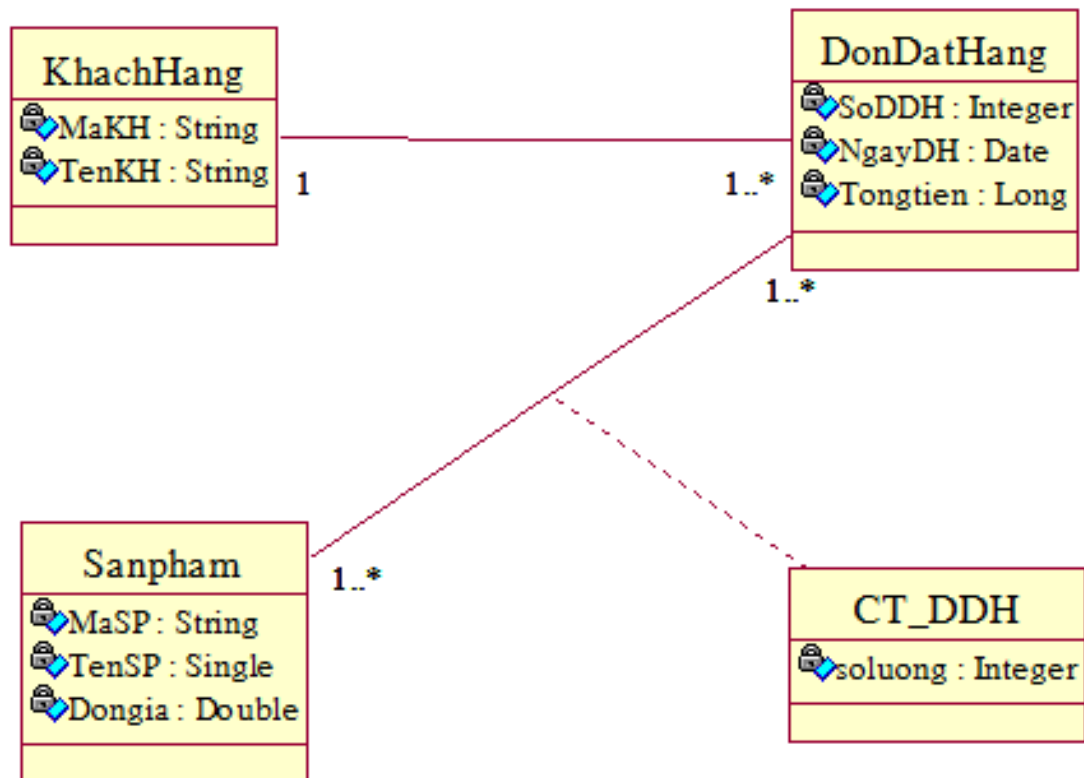 KhachHang
MaKH : String
TenKH : String
1
1..*
DonDatHang
SoDDH : Integer
NgayDH : Date
Tongtien : Long
1..*
Sanpham
MaSP : String
TenSP : Single
Dongia : Double
1..*
CT_DDH
soluong : Integer